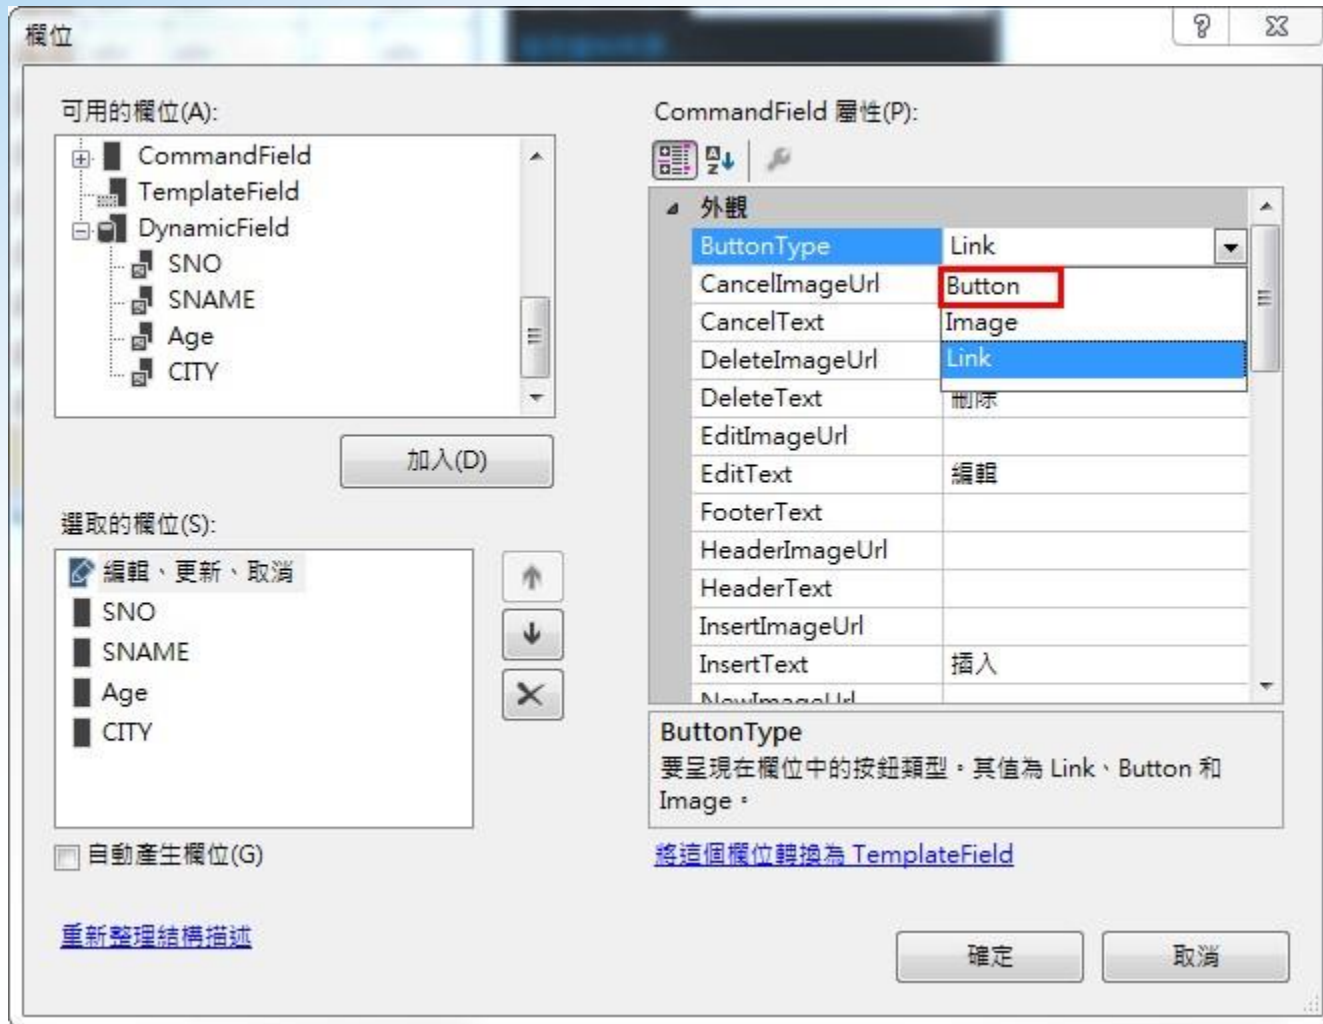 欄位
可用的欄位(A):
CommandField
TemplateField
DynamicField
SNO
SNAME
Age
CITY
加入(D)
選取的欄位(S):
編輯、更新、取消
SNO
SNAME
Age
CITY
自動產生欄位(G)
重新整理結構描述
CommandField 屬性(P):
外觀
ButtonType Link
CancelImageUrl
Button
CancelText
Image
DeleteImageUrl
Link
DeleteText 刪除
EditImageUrl
EditText 編輯
FooterText
HeaderImageUrl
HeaderText
InsertImageUrl
InsertText 插入
NewImageUrl
ButtonType
要呈現在欄位中的按鈕類型。其值為 Link、Button 和
Image。
將這個欄位轉換為 TemplateField
確定 取消